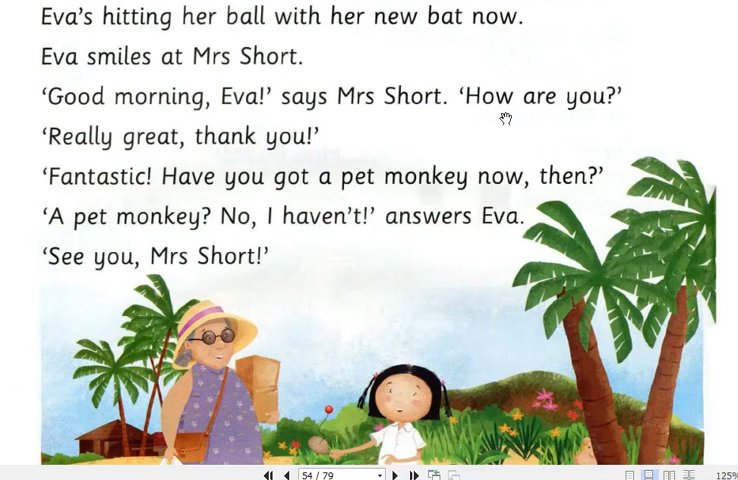 Eva's hitting her ball with her new bat now.
Eva smiles at Mrs Short.
‘Good morning, Eva!’ says Mrs Short. ‘How are you?’
‘Really great, thank you!’
‘Fantastic! Have you got a pet monkey now, then?’
‘A pet monkey? No, I haven't!’ answers Eva.
‘See you, Mrs Short!’
54 / 79
125%